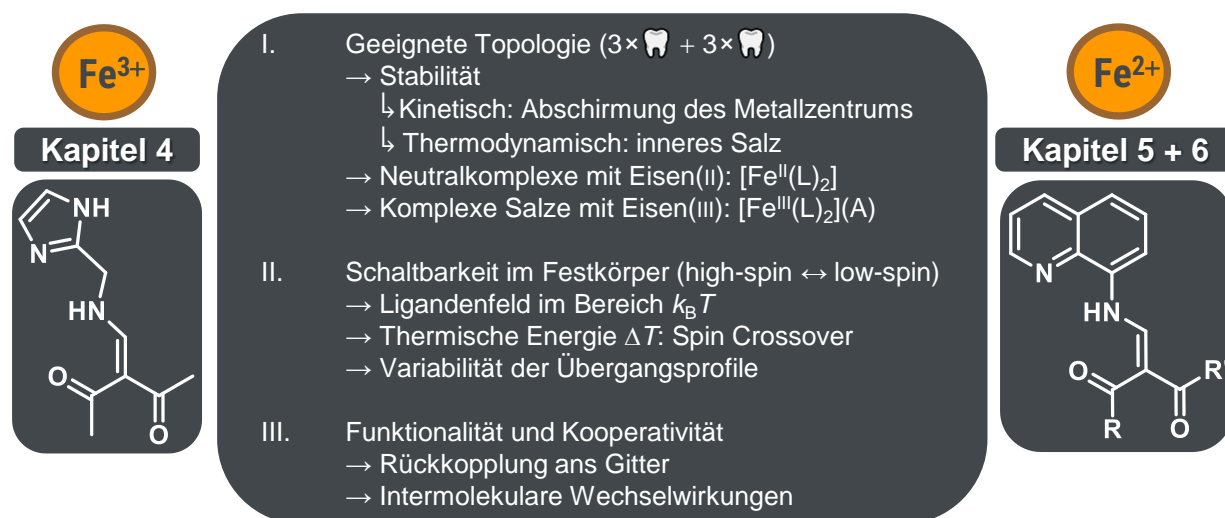 Fe³⁺
Kapitel 4
NH
N
HN
O
O
I. Geeignete Topologie (3×🦷 + 3×🦷)
→ Stabilität
↳Kinetisch: Abschirmung des Metallzentrums
↳ Thermodynamisch: inneres Salz
→ Neutralkomplexe mit Eisen(II): [Feᴵᴵ(L)₂]
→ Komplexe Salze mit Eisen(III): [Feᴵᴵᴵ(L)₂](A)
II. Schaltbarkeit im Festkörper (high-spin ↔ low-spin)
→ Ligandenfeld im Bereich k_BT
→ Thermische Energie ΔT: Spin Crossover
→ Variabilität der Übergangsprofile
III. Funktionalität und Kooperativität
→ Rückkopplung ans Gitter
→ Intermolekulare Wechselwirkungen
Fe²⁺
Kapitel 5 + 6
N
HN
O
R'
R
O